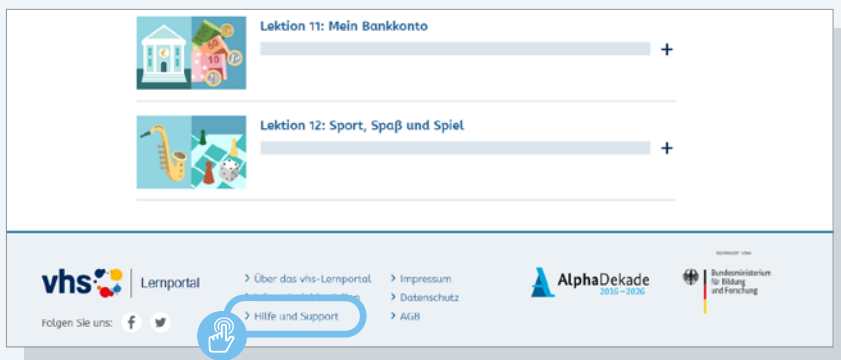 Lektion 11: Mein Bankkonto
+
Lektion 12: Sport, Spaß und Spiel
+
vhs Lernportal
Folgen Sie uns:
> Über das vhs-Lernportal
> Hilfe und Support
> Impressum
> Datenschutz
> AGB
AlphaDekade
2016–2026
Bundesministerium
für Bildung
und Forschung